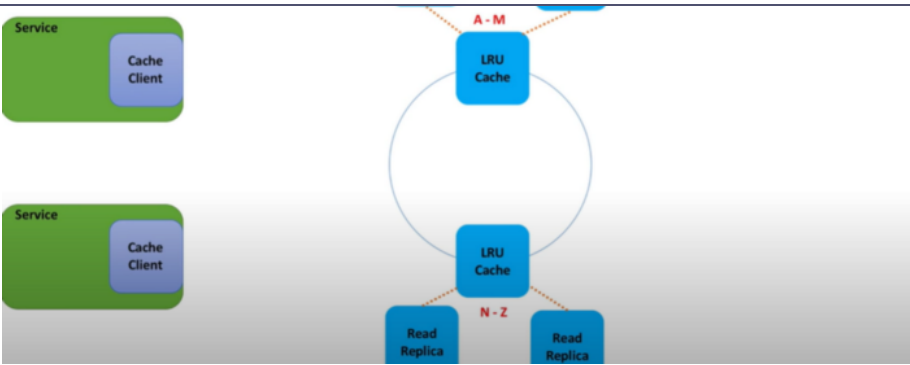 Service
Cache
Client
A - M
LRU
Cache
Service
Cache
Client
LRU
Cache
N - Z
Read
Replica
Read
Replica